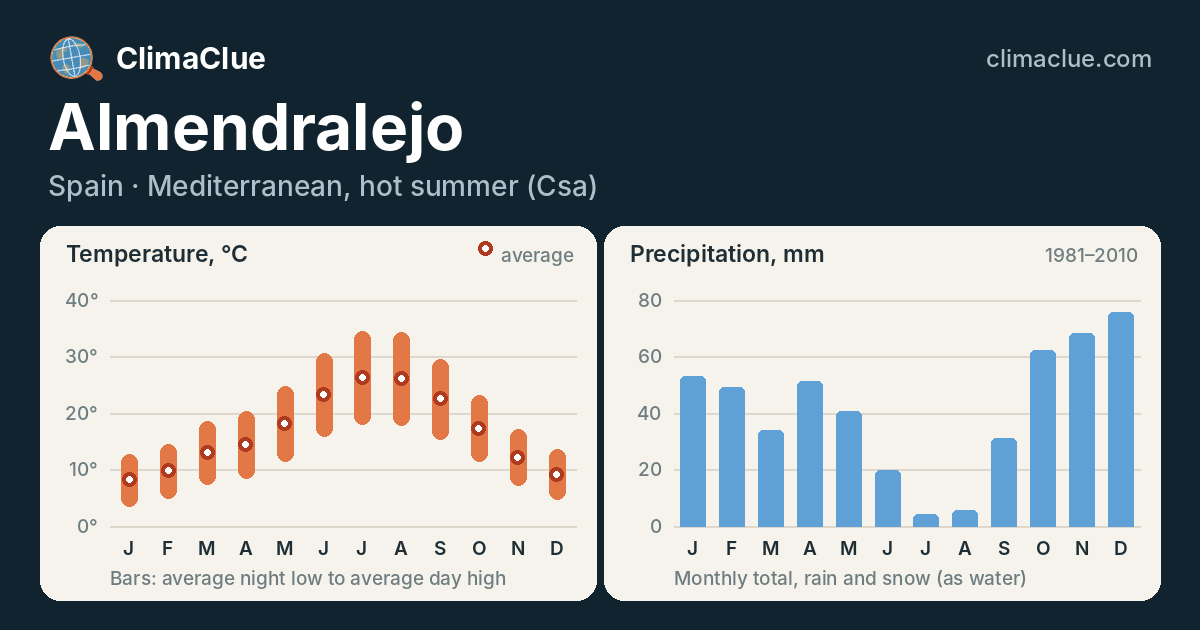 ClimaClue
climaclue.com
Almendralejo
Spain · Mediterranean, hot summer (Csa)
Temperature, °C
average
40°
30°
20°
10°
0°
J F M A M J J A S O N D
Bars: average night low to average day high
Precipitation, mm
1981–2010
80
60
40
20
0
J F M A M J J A S O N D
Monthly total, rain and snow (as water)